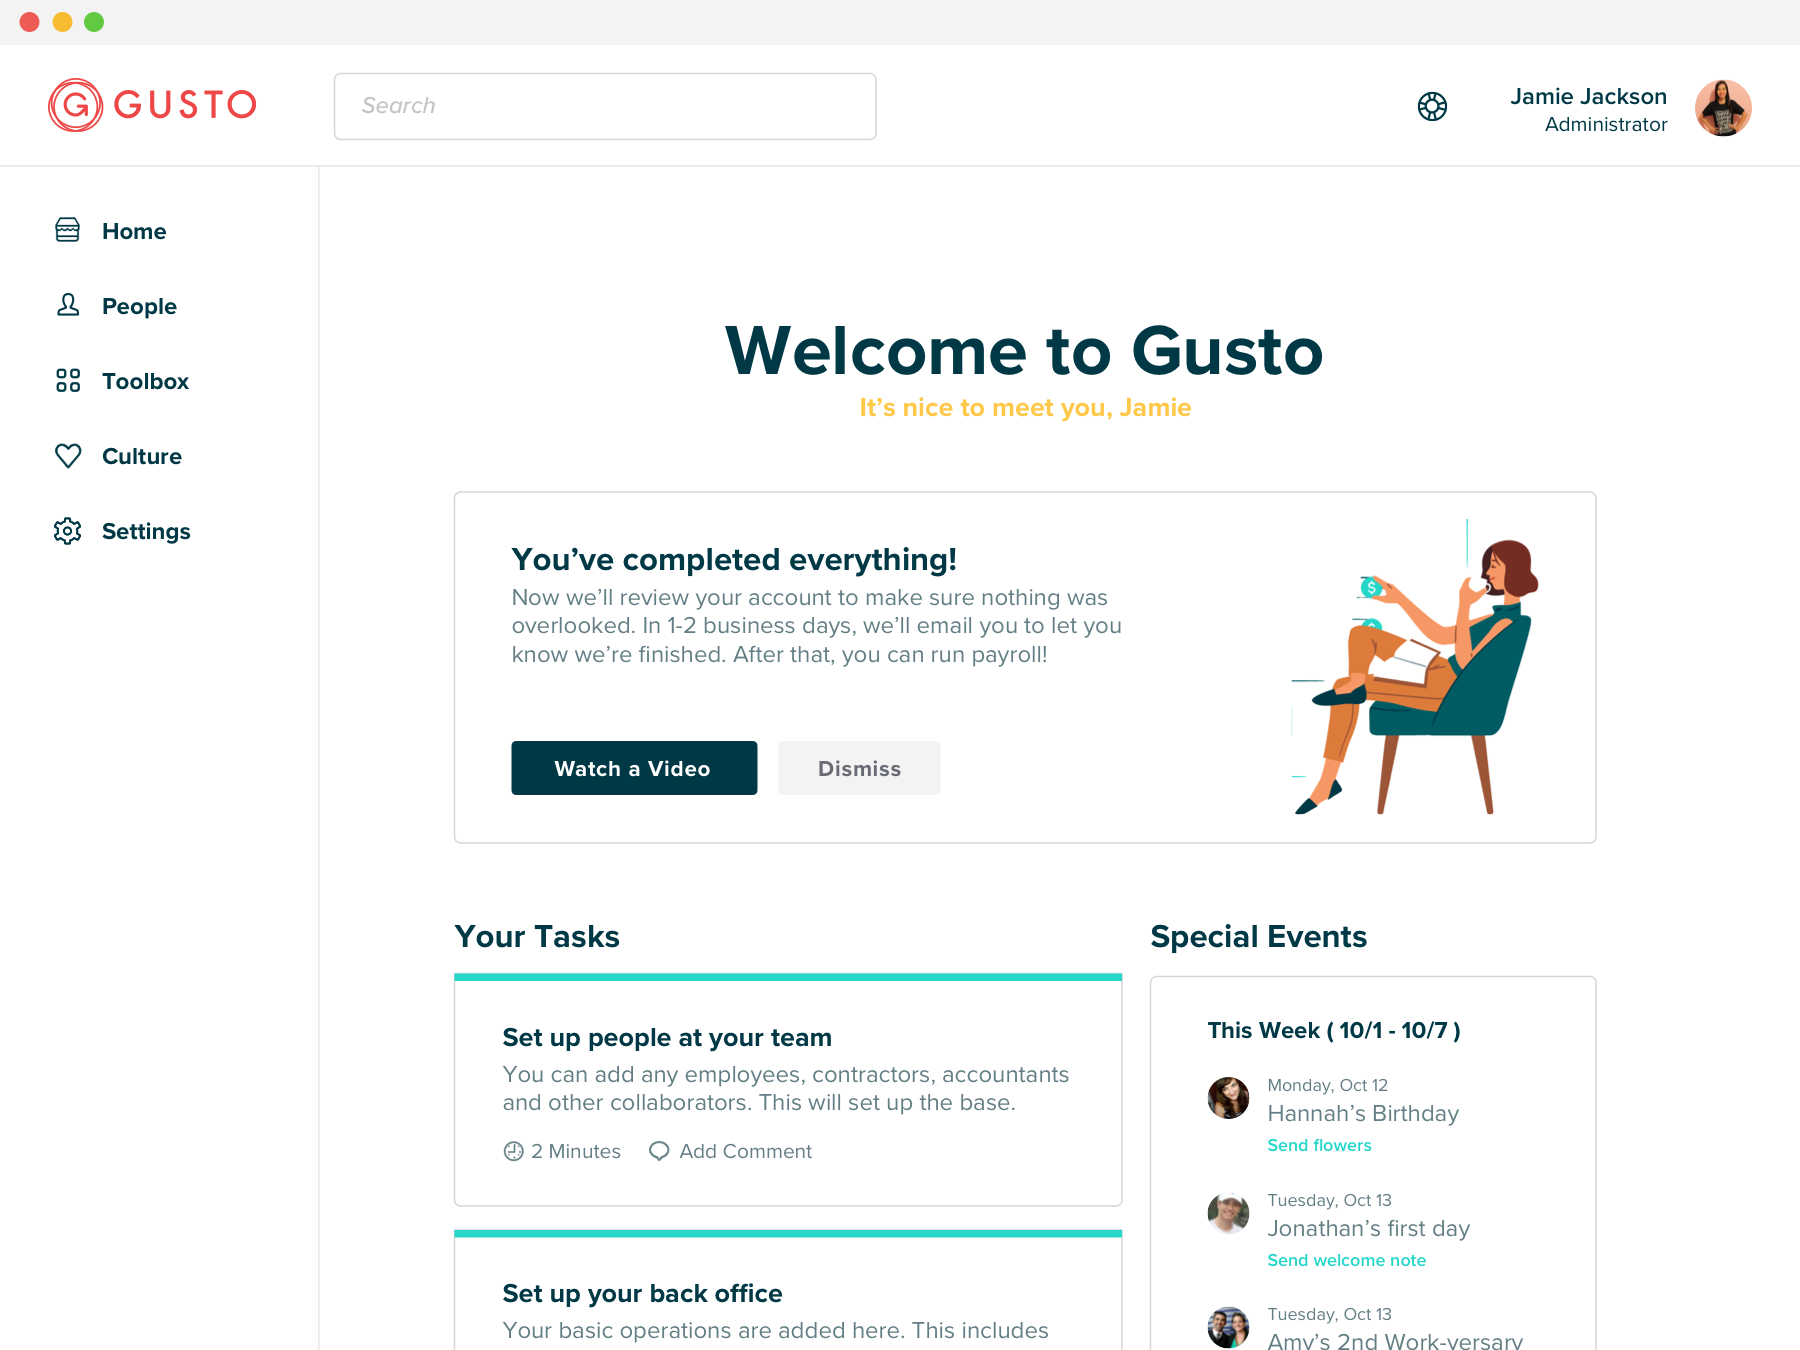 GUSTO
Search
Jamie Jackson
Administrator
Home
People
Toolbox
Culture
Settings
Welcome to Gusto
It’s nice to meet you, Jamie
You’ve completed everything!
Now we’ll review your account to make sure nothing was
overlooked. In 1-2 business days, we’ll email you to let you
know we’re finished. After that, you can run payroll!
Watch a Video
Dismiss
Your Tasks
Set up people at your team
You can add any employees, contractors, accountants
and other collaborators. This will set up the base.
2 Minutes
Add Comment
Set up your back office
Your basic operations are added here. This includes
Special Events
This Week ( 10/1 - 10/7 )
Monday, Oct 12
Hannah’s Birthday
Send flowers
Tuesday, Oct 13
Jonathan’s first day
Send welcome note
Tuesday, Oct 13
Amy’s 2nd Work-versary